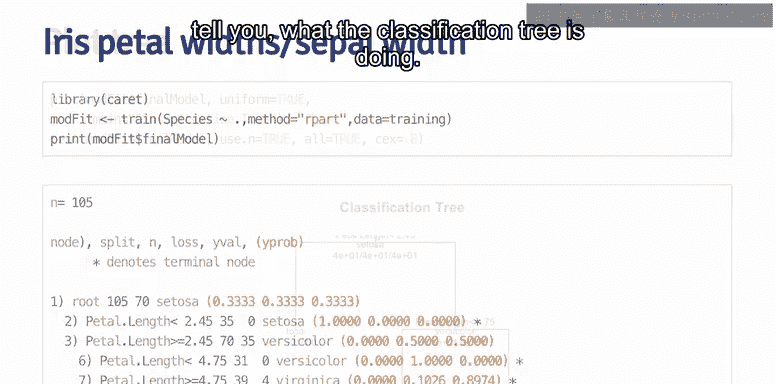 tell you, what the classification tree is
doing.
Iris petal widths/sepal width
library(caret)
modFit <- train(Species ~ .,method="rpart",data=training)
print(modFit$finalModel)
n= 105
Classification Tree
node), split, n, loss, yval, (yprob)
* denotes terminal node
1) root 105 70 setosa (0.3333 0.3333 0.3333)
2) Petal.Length< 2.45 35 0 setosa (1.0000 0.0000 0.0000) *
3) Petal.Length>=2.45 70 35 versicolor (0.0000 0.5000 0.5000)
6) Petal.Length< 4.75 31 0 versicolor (0.0000 1.0000 0.0000) *
7) Petal.Length>=4.75 39 4 virginica (0.0000 0.1026 0.8974) *